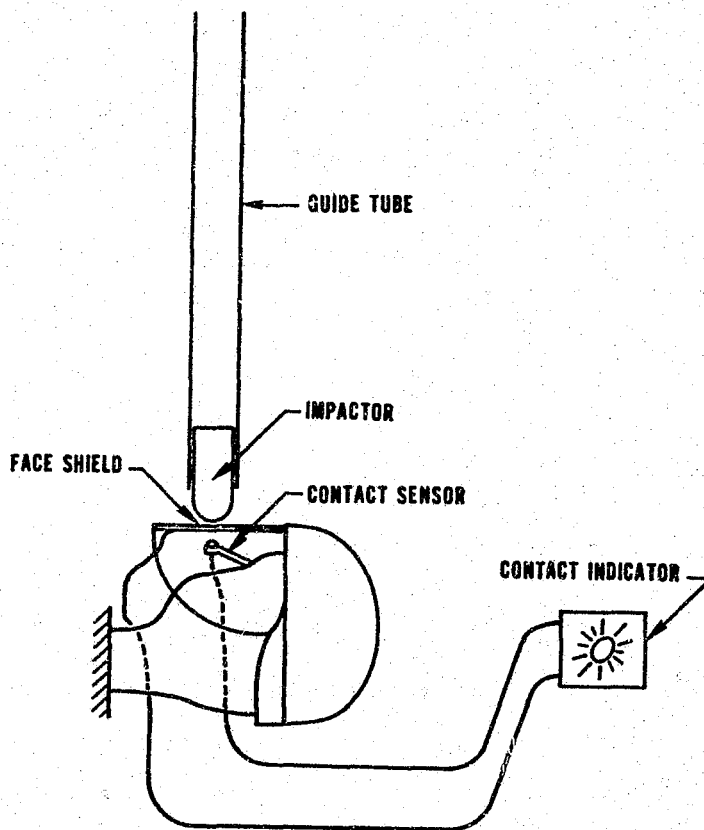 GUIDE TUBE
IMPACTOR
FACE SHIELD
CONTACT SENSOR
CONTACT INDICATOR